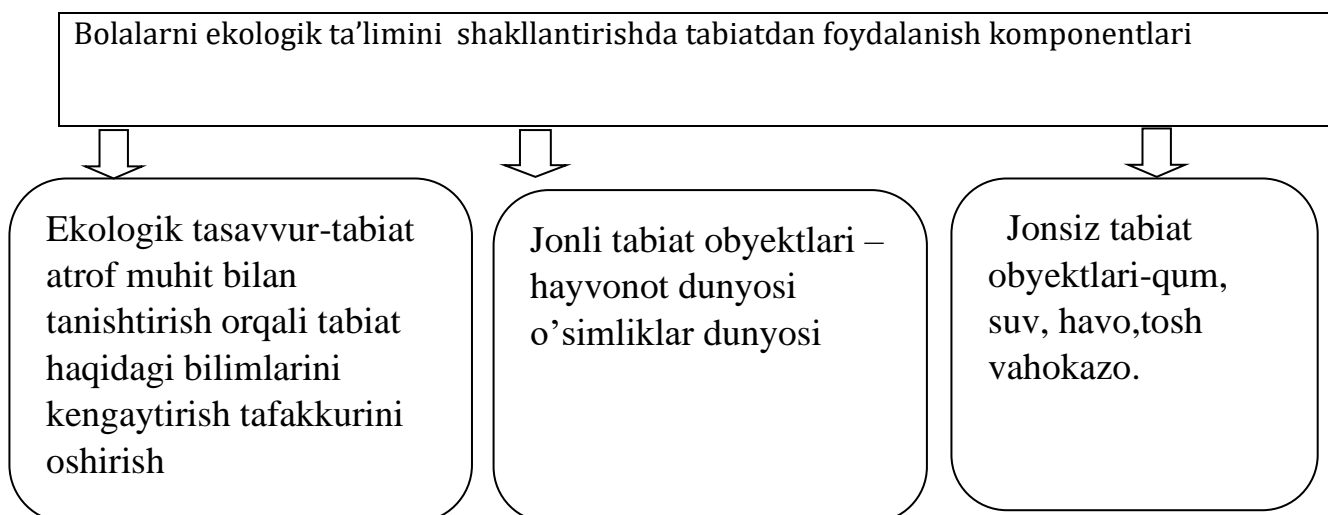 Bolalarni ekologik ta’limini  shakllantirishda tabiatdan foydalanish komponentlari
Ekologik tasavvur-tabiat
atrof muhit bilan
tanishtirish orqali tabiat
haqidagi bilimlarini
kengaytirish tafakkurini
oshirish
Jonli tabiat obyektlari –
hayvonot dunyosi
o’simliklar dunyosi
Jonsiz tabiat
obyektlari-qum,
suv, havo,tosh
vahokazo.